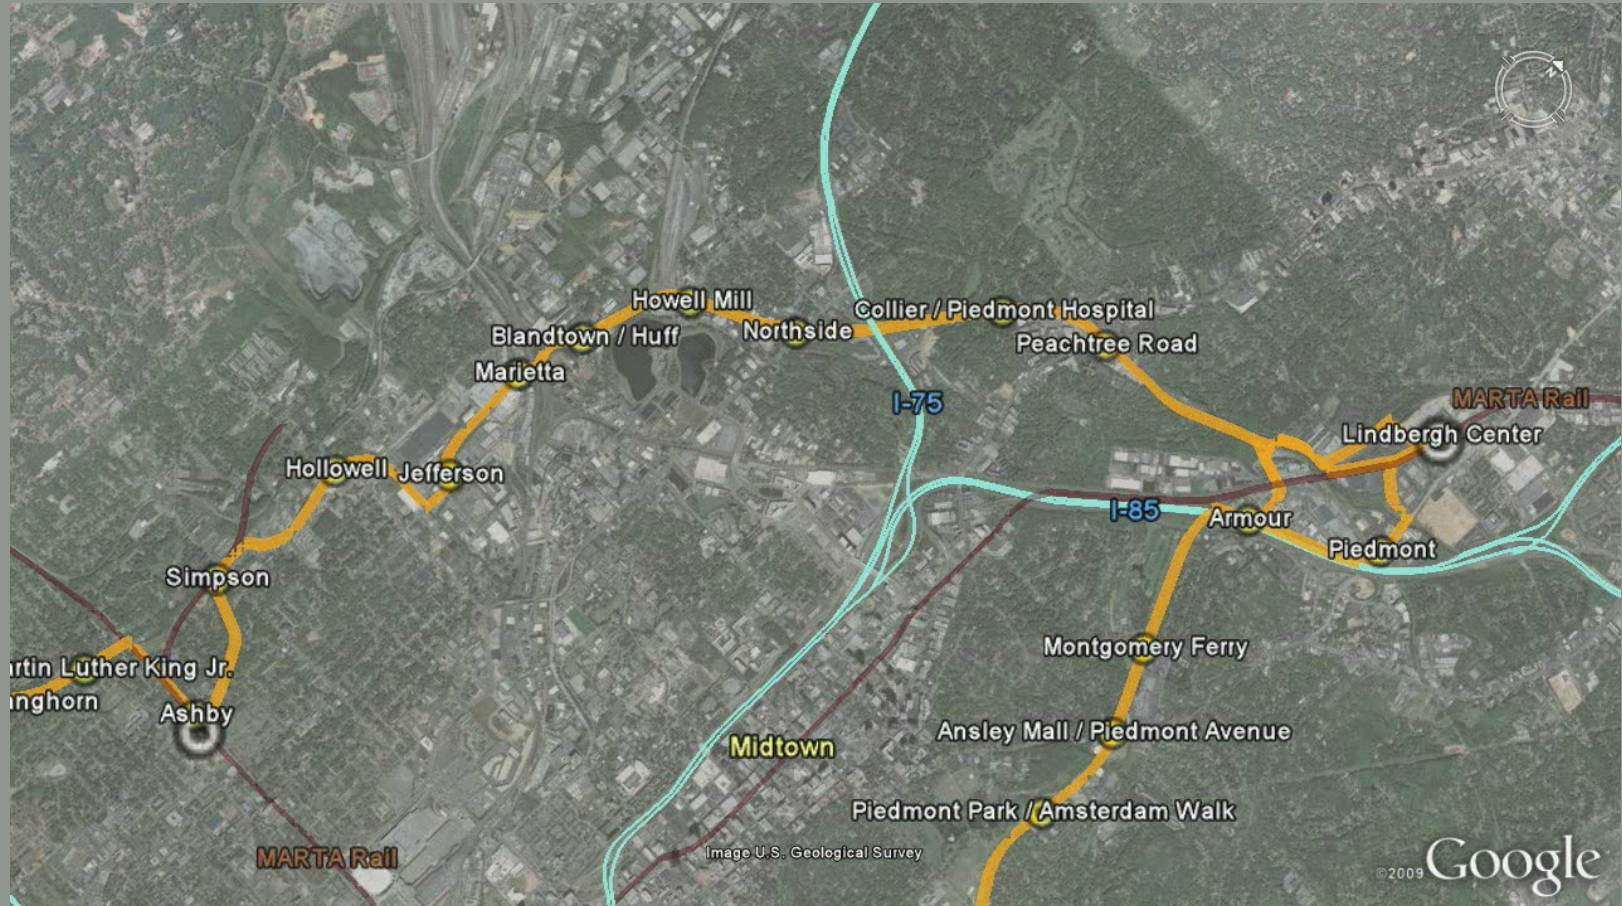 N
Howell Mill
Collier / Piedmont Hospital
Blandtown / Huff
Northside
Peachtree Road
Marietta
I-75
MARTA Rail
Lindbergh Center
Hollowell
Jefferson
I-85
Armour
Piedmont
Simpson
Montgomery Ferry
artin Luther King Jr.
anghorn
Ashby
Ansley Mall / Piedmont Avenue
Midtown
Piedmont Park / Amsterdam Walk
MARTA Rail
Image U.S. Geological Survey
©2009 Google